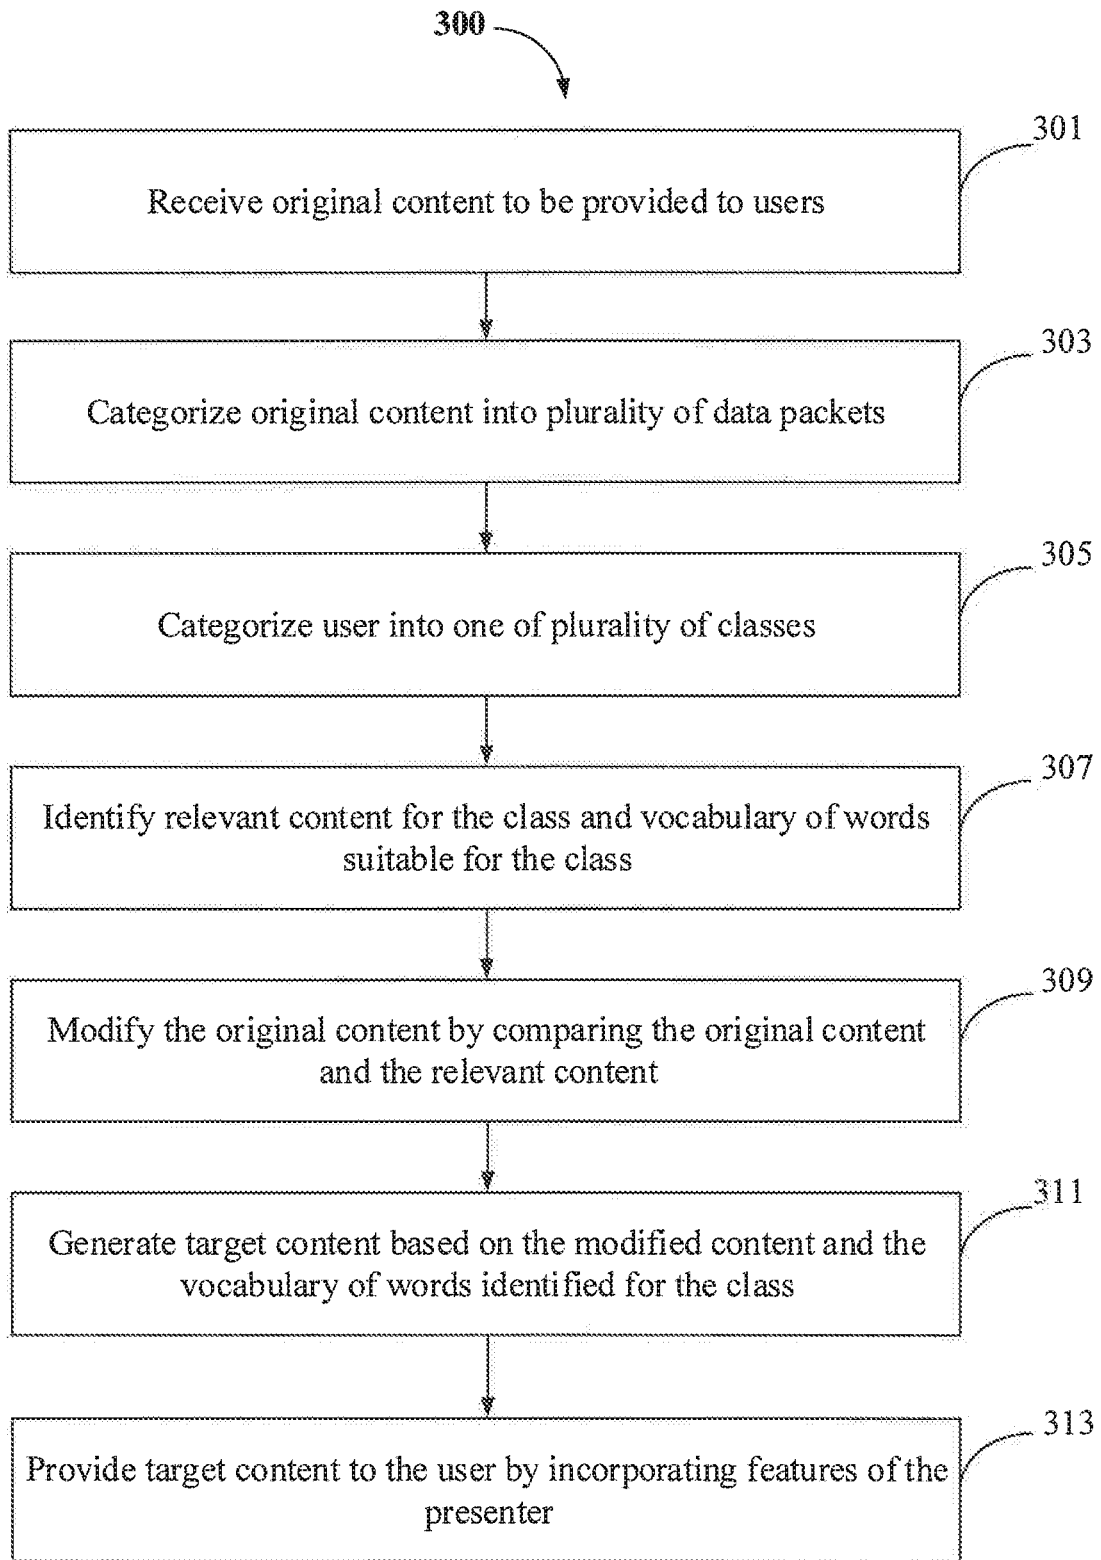 300
301
Receive original content to be provided to users
303
Categorize original content into plurality of data packets
305
Categorize user into one of plurality of classes
307
Identify relevant content for the class and vocabulary of words
suitable for the class
309
Modify the original content by comparing the original content
and the relevant content
311
Generate target content based on the modified content and the
vocabulary of words identified for the class
313
Provide target content to the user by incorporating features of the
presenter